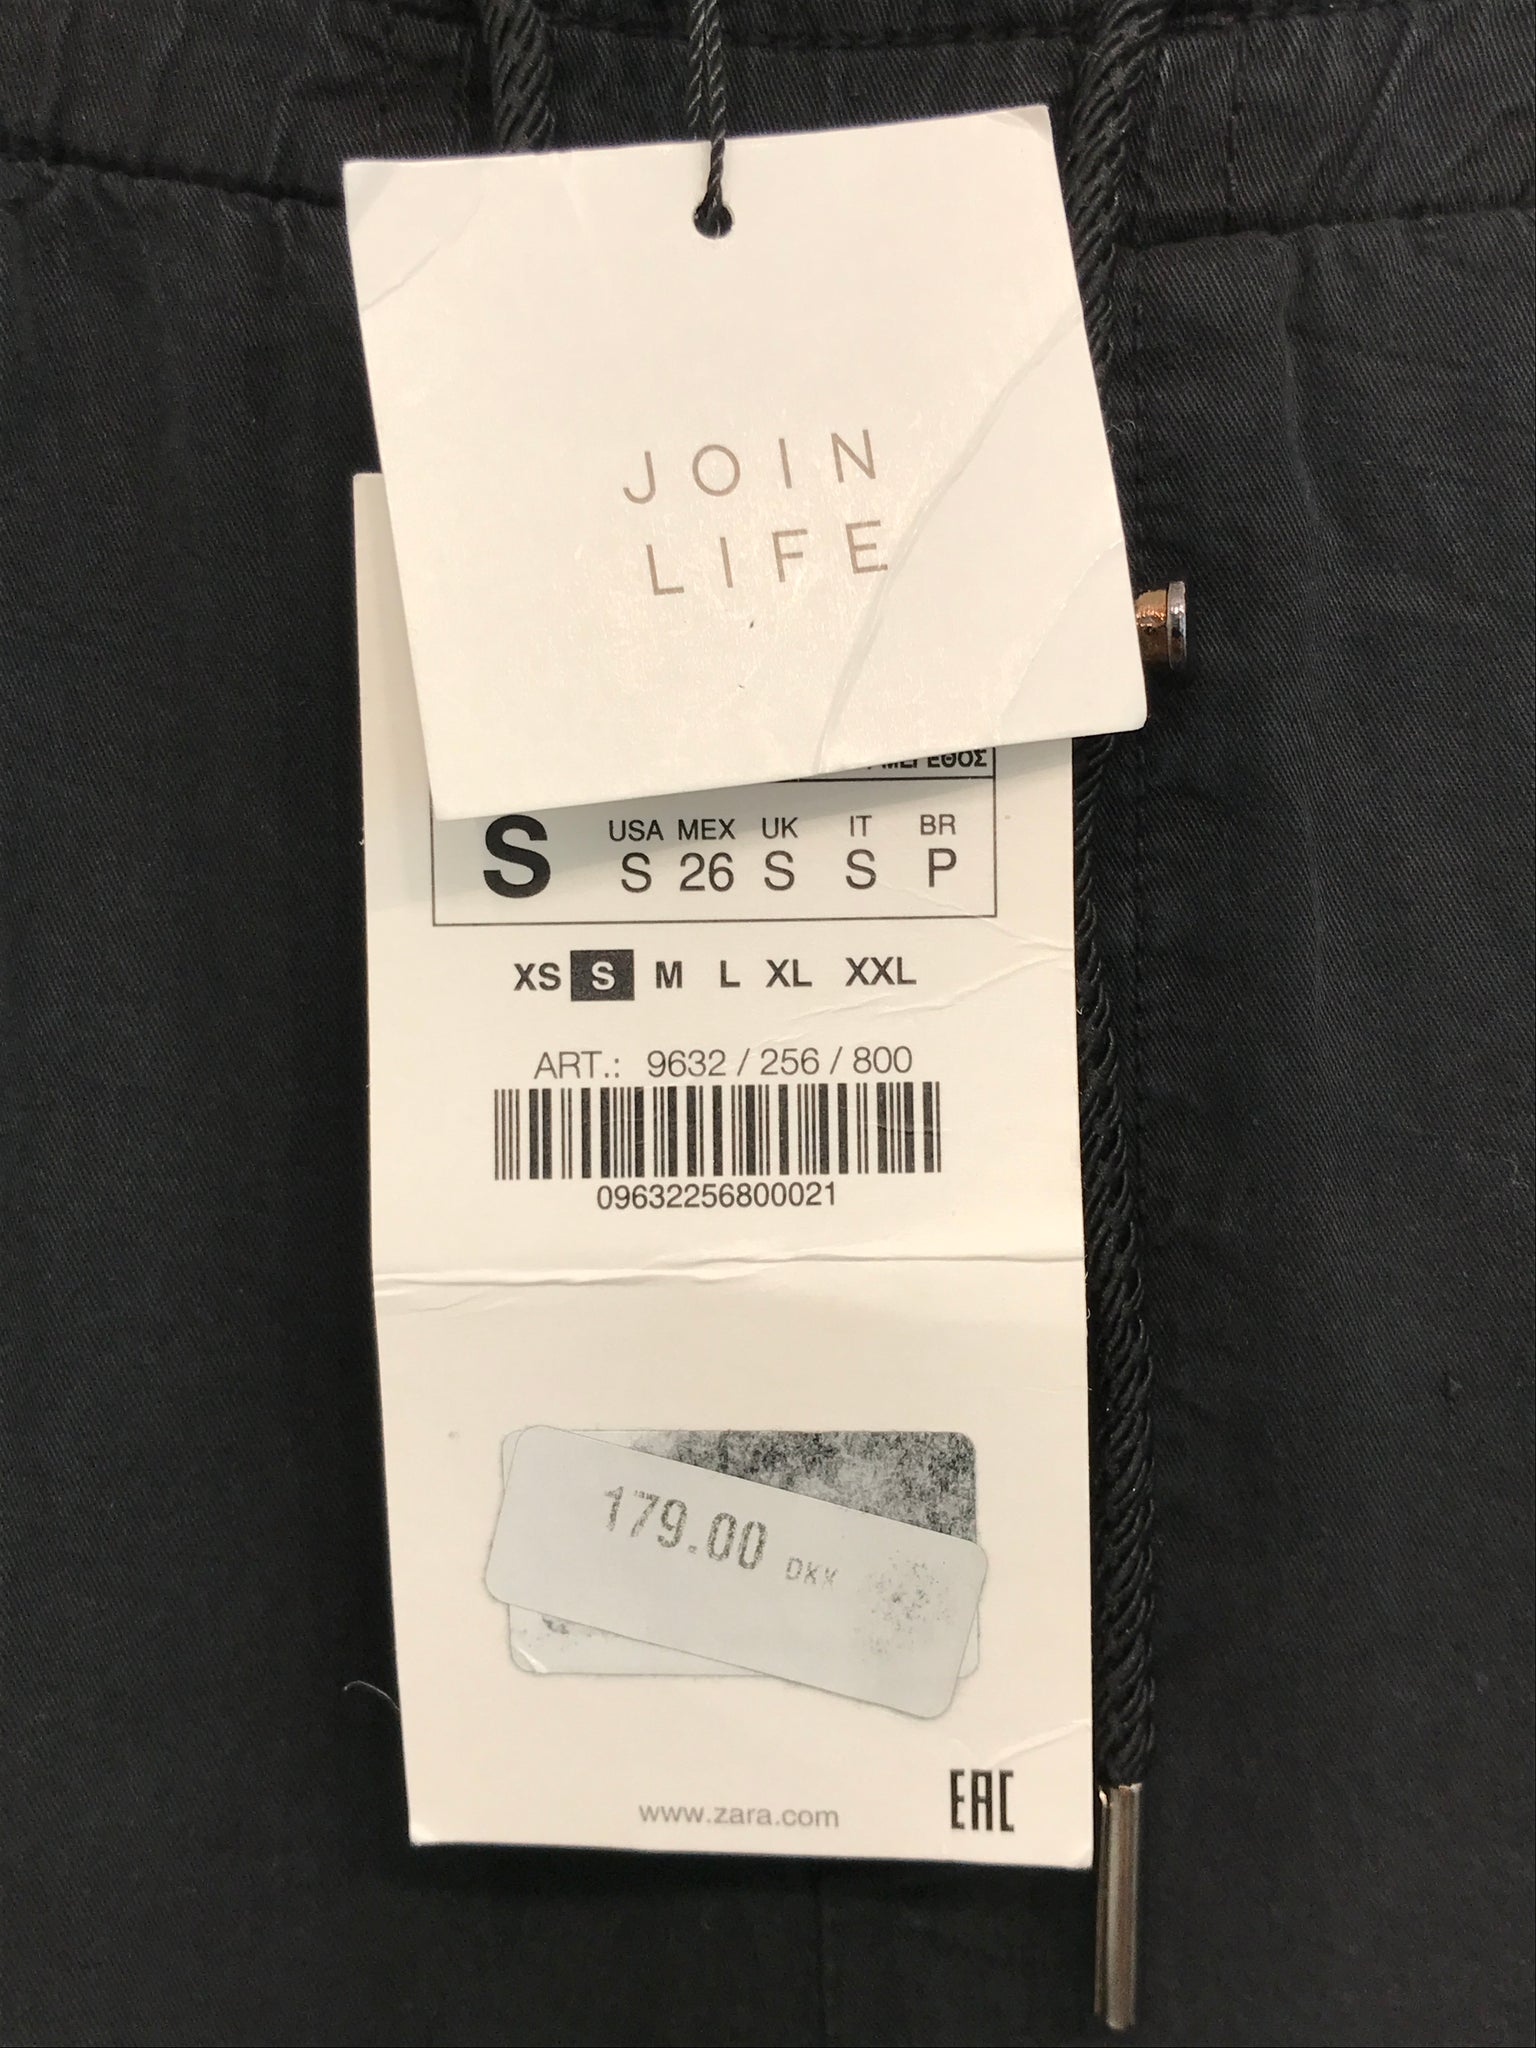 JOIN
LIFE
ΜΕΓΕΘΟΣ
S
USA MEX UK IT BR
S 26 S S P
XS S M L XL XXL
ART.: 9632 / 256 / 800
09632256800021
179.00 DKK
www.zara.com
EAC